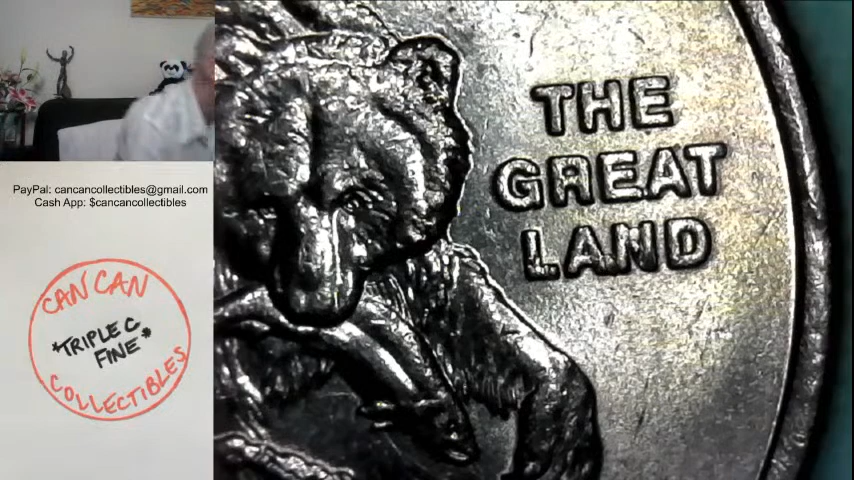 PayPal: cancancollectibles@gmail.com
Cash App: $cancancollectibles
CAN CAN
*TRIPLE C
FINE*
COLLECTIBLES
THE
GREAT
LAND